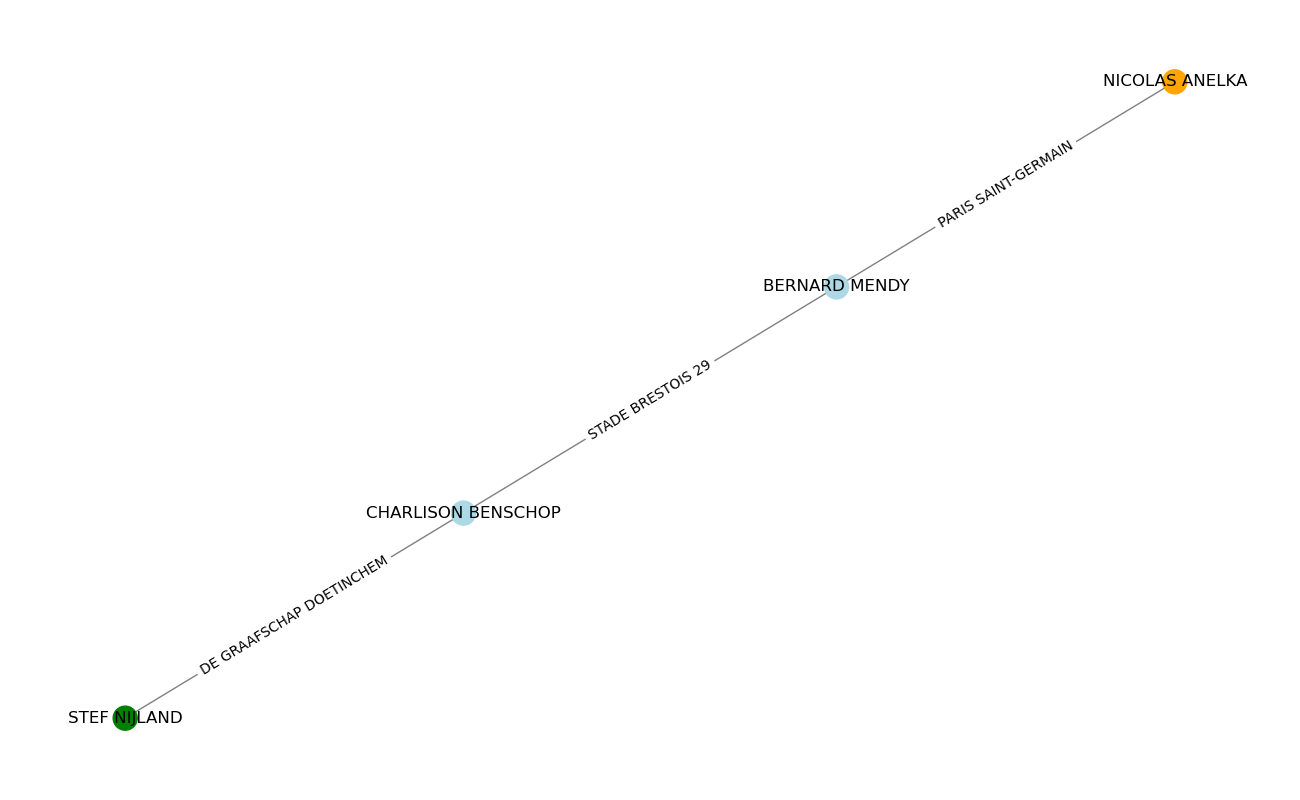 NICOLAS ANELKA
PARIS SAINT-GERMAIN
BERNARD MENDY
STADE BRESTOIS 29
CHARLISON BENSCHOP
DE GRAAFSCHAP DOETINCHEM
STEF NIJLAND